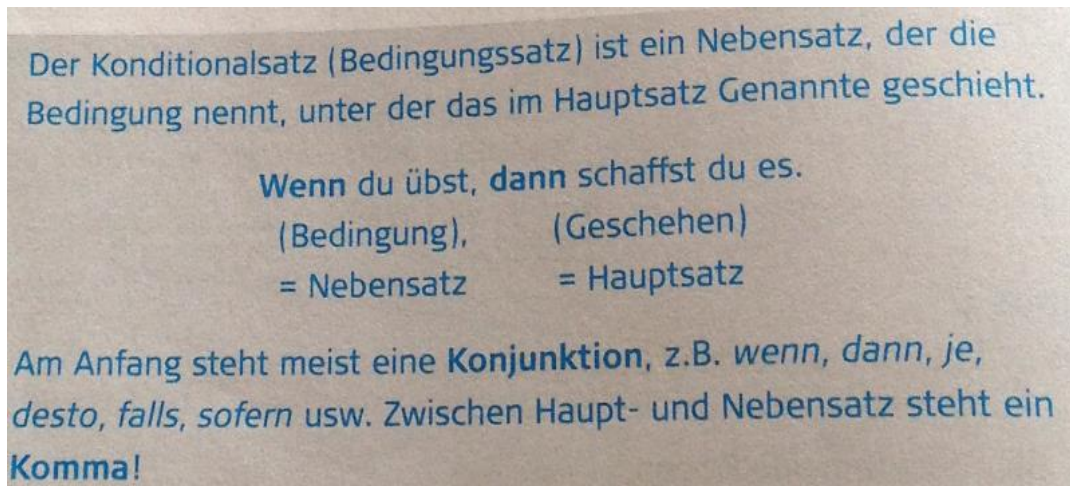 Der Konditionalsatz (Bedingungssatz) ist ein Nebensatz, der die
Bedingung nennt, unter der das im Hauptsatz Genannte geschieht.
Wenn du übst, dann schaffst du es.
(Bedingung), (Geschehen)
= Nebensatz = Hauptsatz
Am Anfang steht meist eine Konjunktion, z.B. wenn, dann, je,
desto, falls, sofern usw. Zwischen Haupt- und Nebensatz steht ein
Komma!